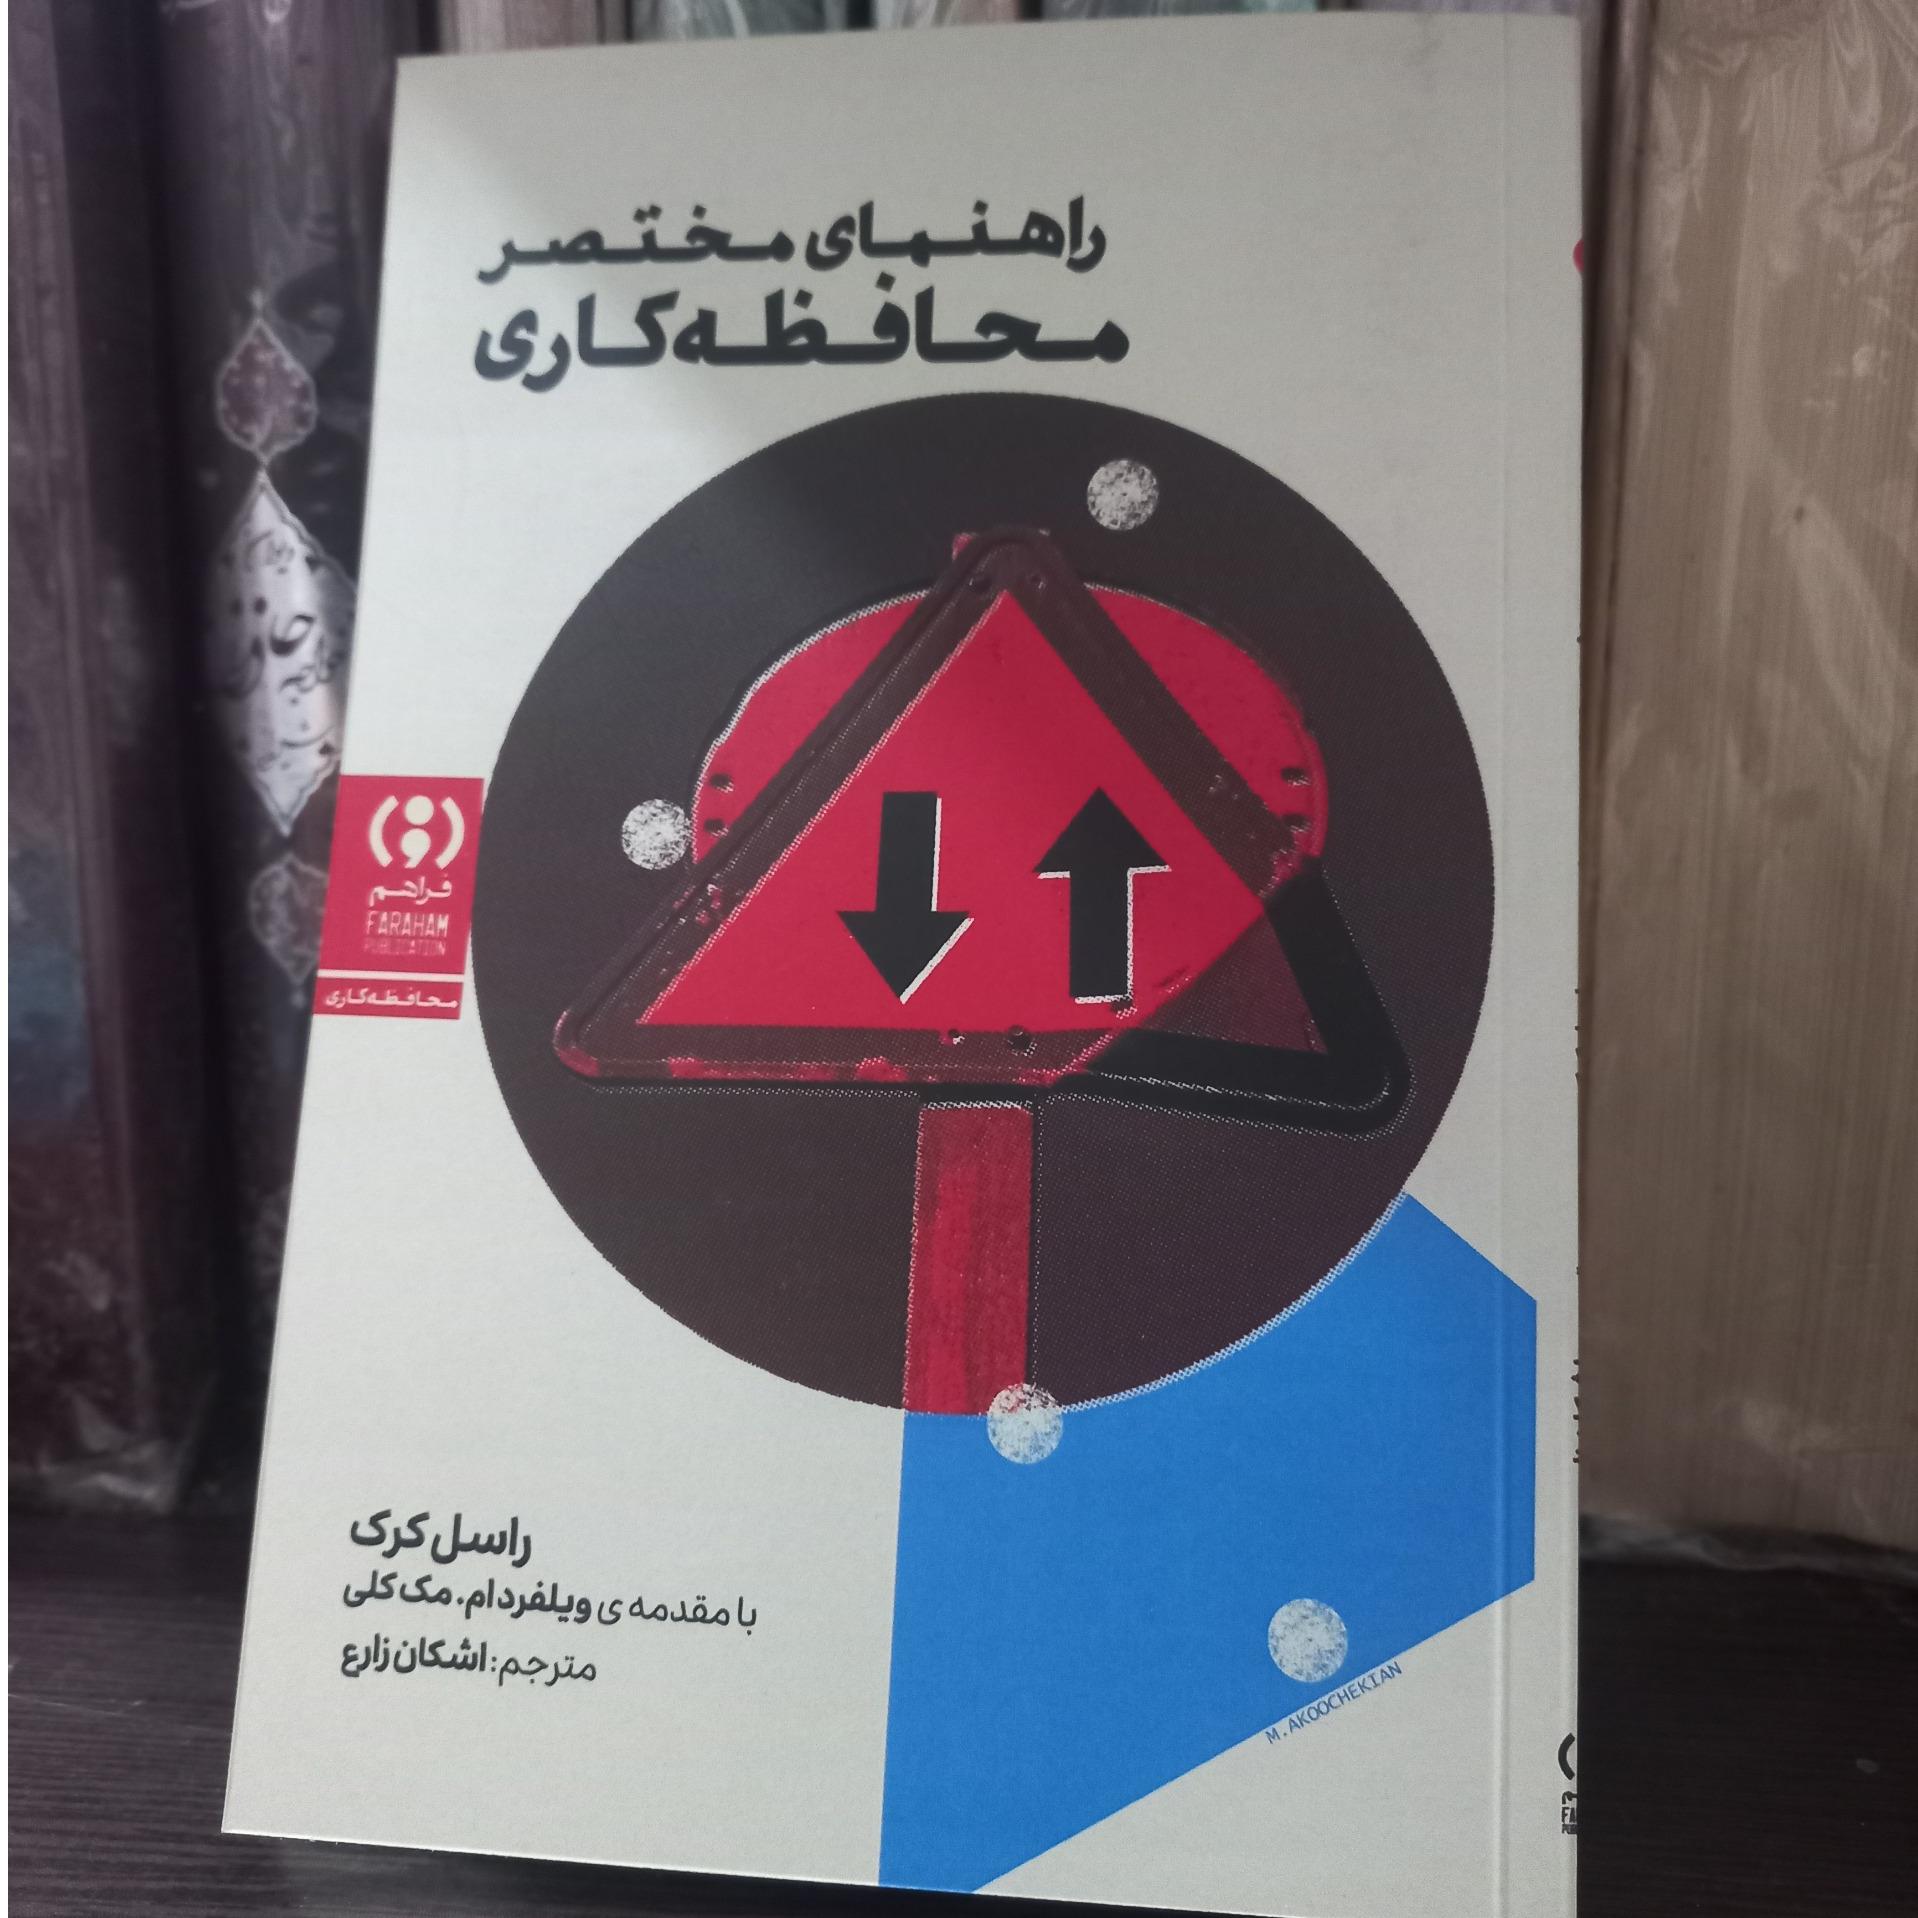 راهنمای مختصر
محافظه‌کاری
فراهم
FARAHAM
PUBLICATION
محافظه‌کاری
راسل کرک
با مقدمه‌ی ویلفرد ام. مک‌کلی
مترجم: اشکان زارع
M.AKOOCHEKIAN